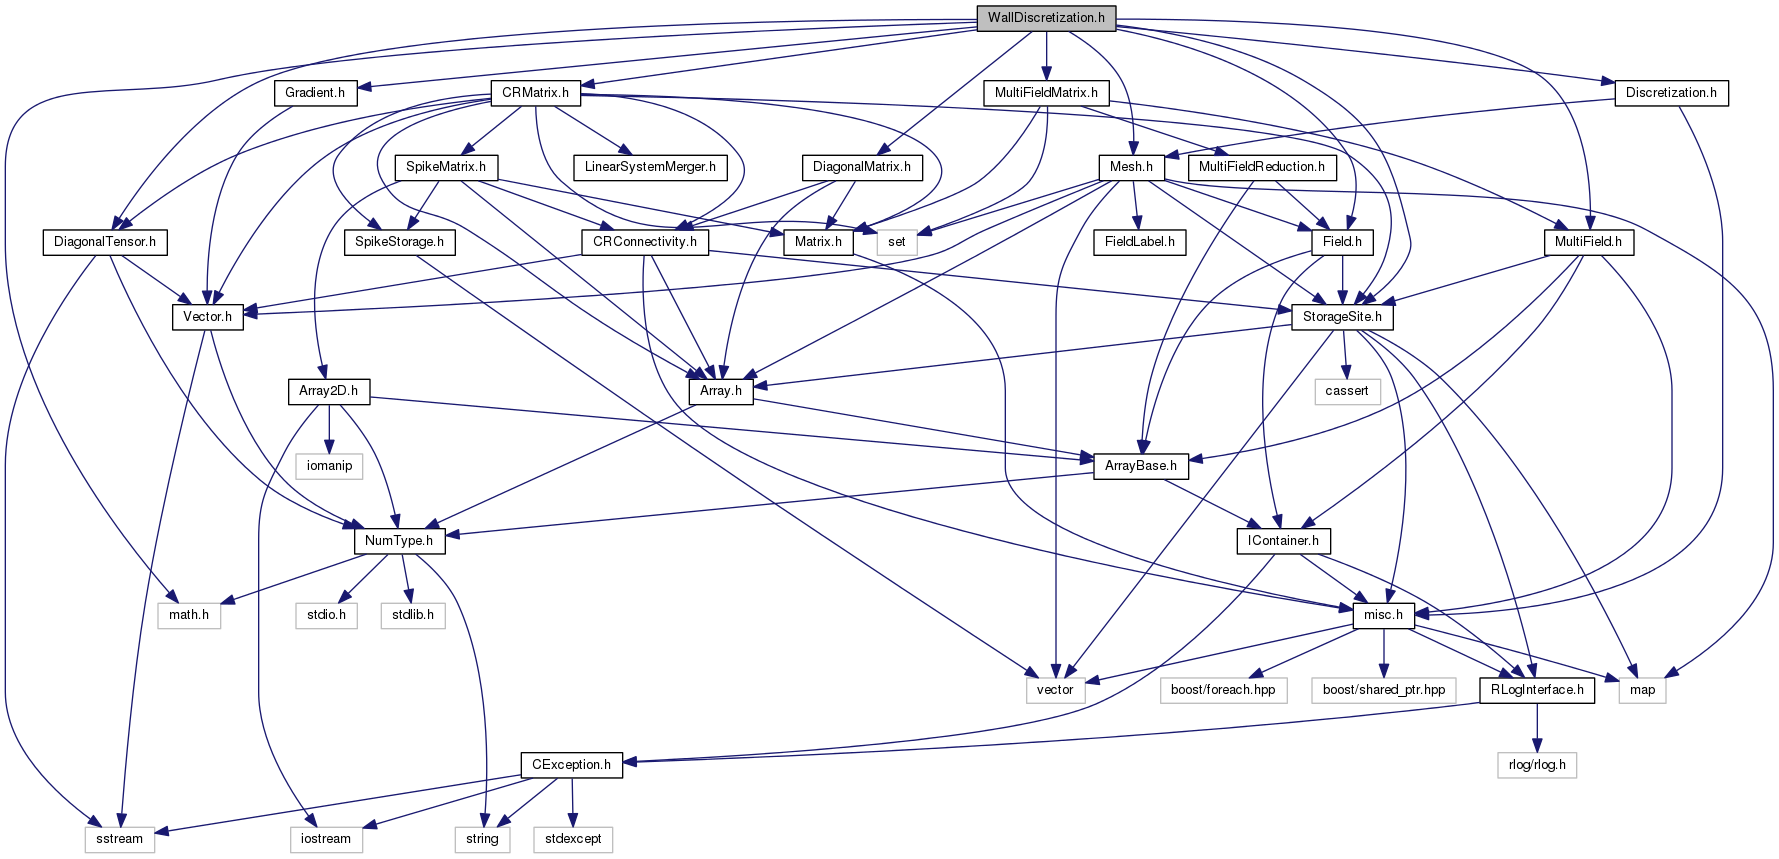 WallDiscretization.h
Gradient.h
CRMatrix.h
MultiFieldMatrix.h
Discretization.h
SpikeMatrix.h
LinearSystemMerger.h
DiagonalMatrix.h
Mesh.h
MultiFieldReduction.h
DiagonalTensor.h
SpikeStorage.h
CRConnectivity.h
Matrix.h
set
FieldLabel.h
Field.h
MultiField.h
Vector.h
StorageSite.h
Array2D.h
Array.h
cassert
iomanip
ArrayBase.h
NumType.h
IContainer.h
math.h
stdio.h
stdlib.h
misc.h
vector
boost/foreach.hpp
boost/shared_ptr.hpp
RLogInterface.h
map
CException.h
rlog/rlog.h
sstream
iostream
string
stdexcept